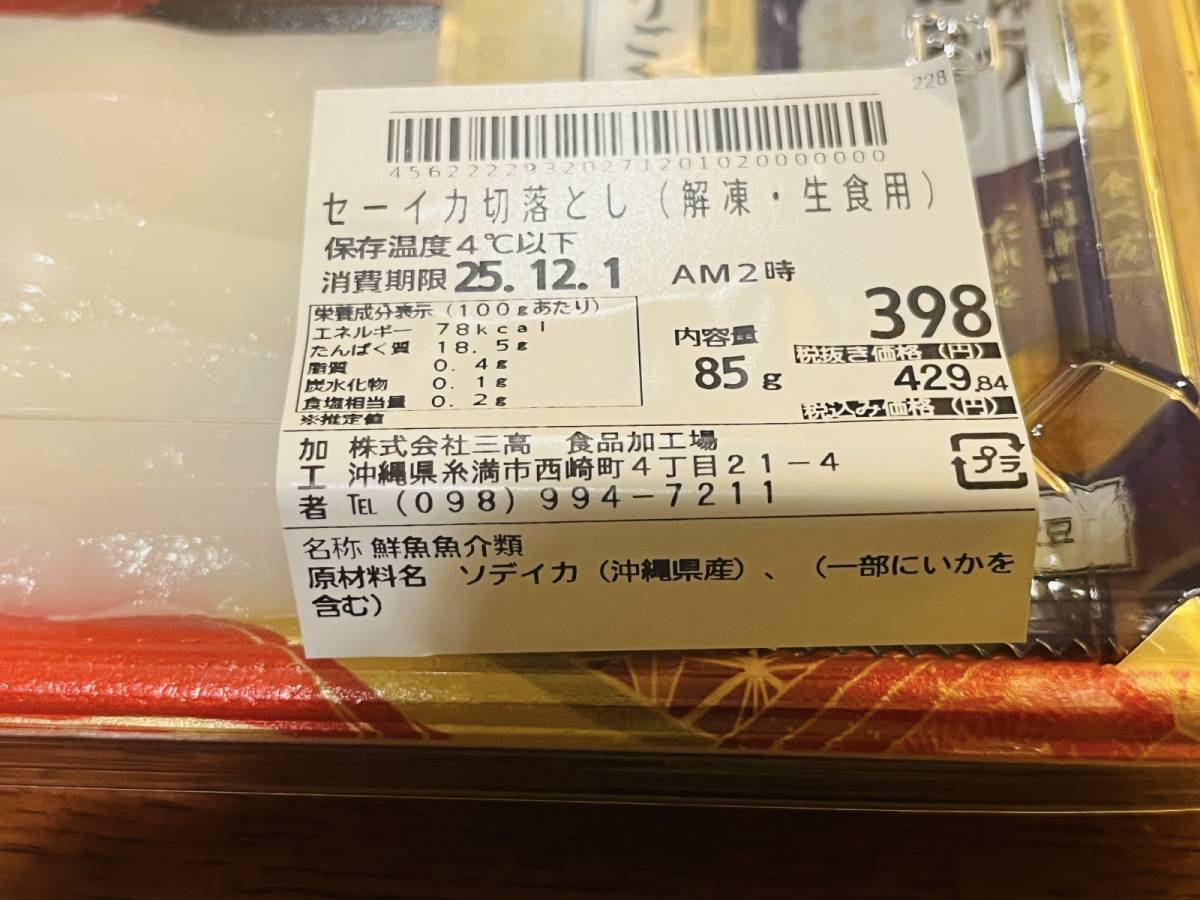 228
4562222932027120102000000​0
セーイカ切落とし（解凍・生食用）
保存温度4℃以下
消費期限 25.12.1 AM2時
栄養成分表示（100gあたり）
エネルギー 78kcal
たんぱく質 18.5g
脂質 0.4g
炭水化物 0.1g
食塩相当量 0.2g
※推定値
内容量
85g
398
税抜き価格（円）
429.84
税込み価格（円）
加工者 株式会社三高 食品加工場
沖縄県糸満市西崎町4丁目21-4
TEL（098）994-7211
プラ
名称 鮮魚魚介類
原材料名 ソデイカ（沖縄県産）、（一部にいかを
含む）
豆